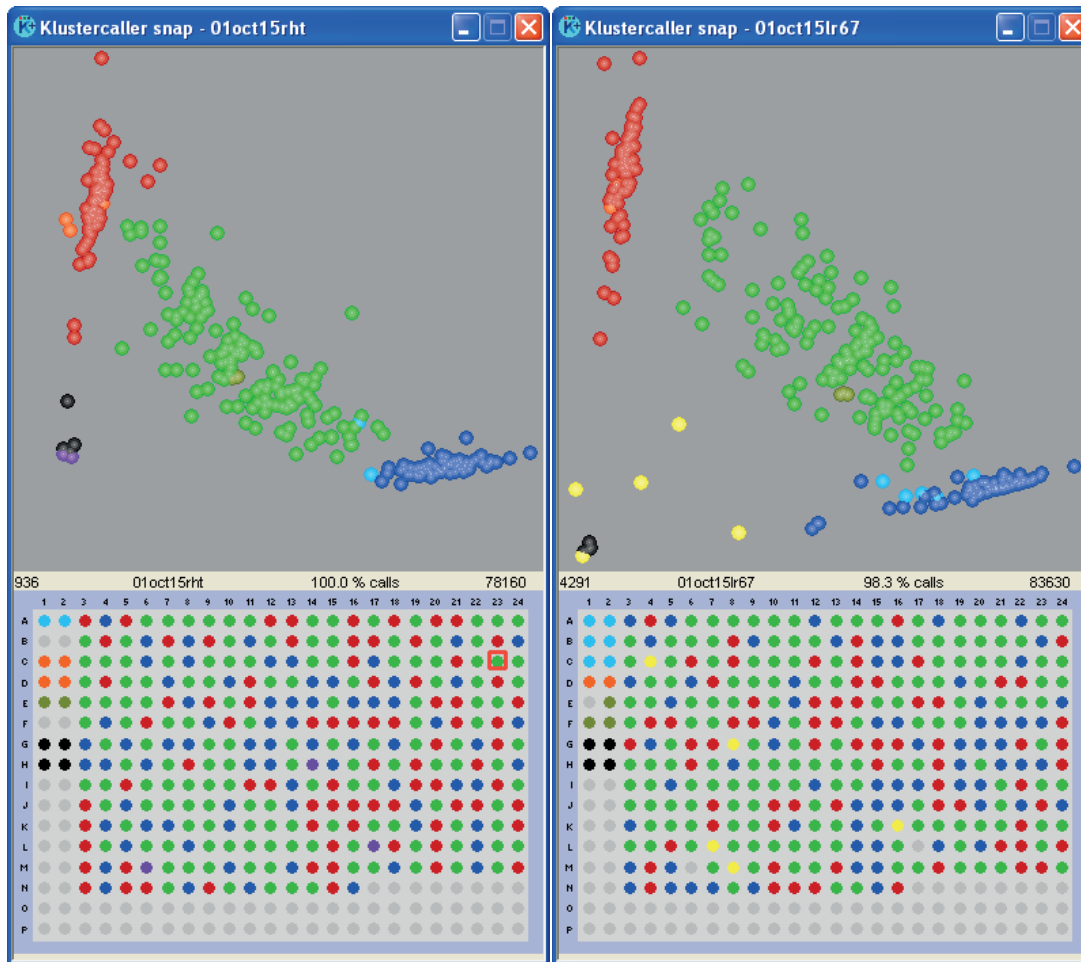 Klustercaller snap - 01oct15rht
936 01oct15rht 100.0 % calls 78160
1 2 3 4 5 6 7 8 9 10 11 12 13 14 15 16 17 18 19 20 21 22 23 24
A
B
C
D
E
F
G
H
I
J
K
L
M
N
O
P
Klustercaller snap - 01oct15lr67
4291 01oct15lr67 98.3 % calls 83630
1 2 3 4 5 6 7 8 9 10 11 12 13 14 15 16 17 18 19 20 21 22 23 24
A
B
C
D
E
F
G
H
I
J
K
L
M
N
O
P